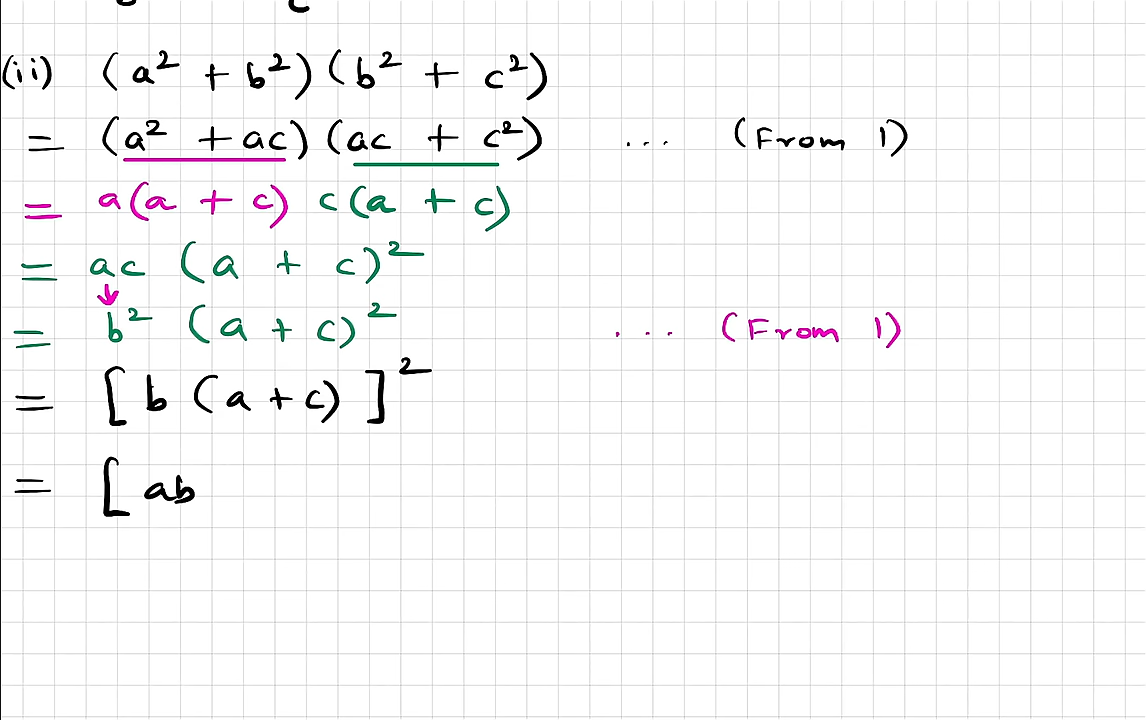 (ii) (a² + b²)(b² + c²)
= (a² + ac)(ac + c²) ... (From 1)
= a(a + c) c(a + c)
= ac (a + c)²
= b² (a + c)² ... (From 1)
= [b (a + c)]²
= [ab